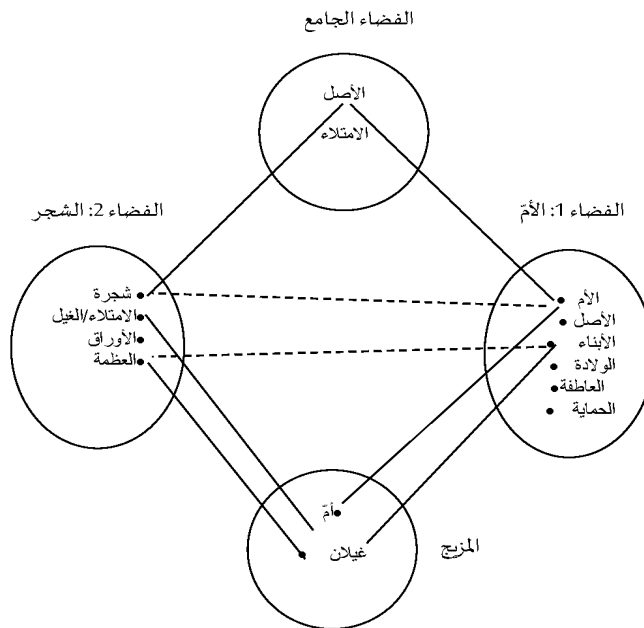 الفضاء الجامع
الأصل
الامتلاء
الفضاء 1: الأمّ
الفضاء 2: الشجر
الأم
الأصل
الأبناء
الولادة
العاطفة
الحماية
شجرة
الامتلاء/الغيل
الأوراق
العظمة
أمّ
غيلان
المزيج